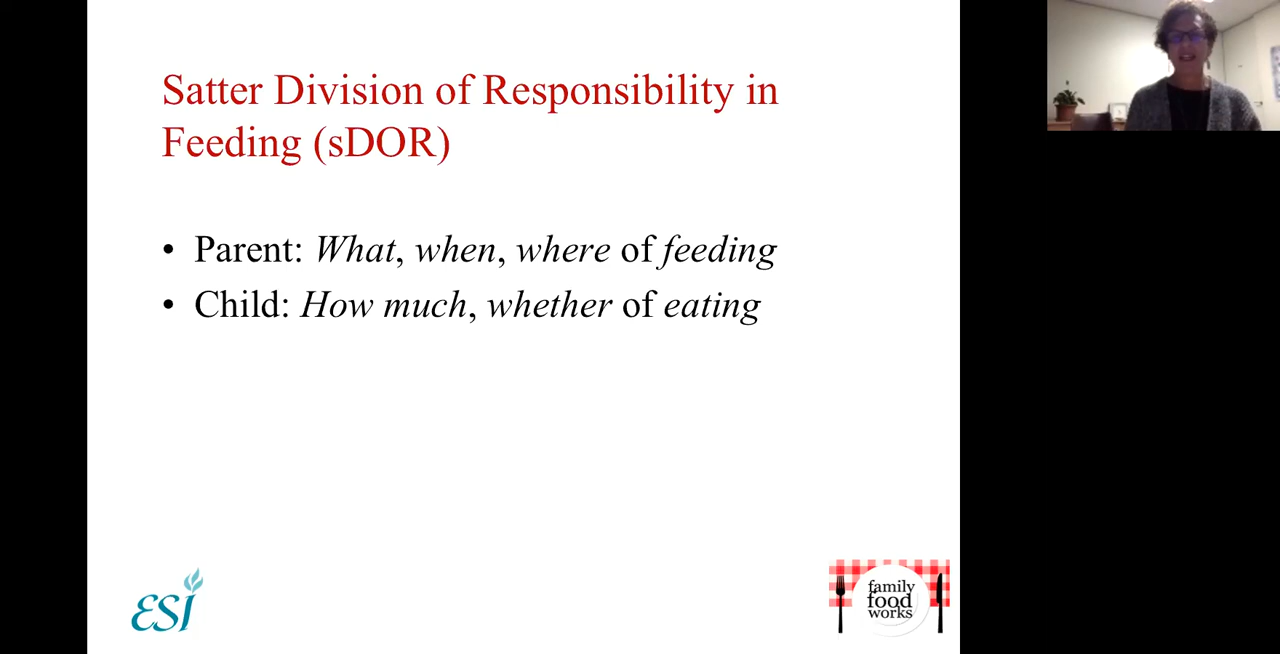 Satter Division of Responsibility in
Feeding (sDOR)
• Parent: What, when, where of feeding
• Child: How much, whether of eating
ESI
family
food
works